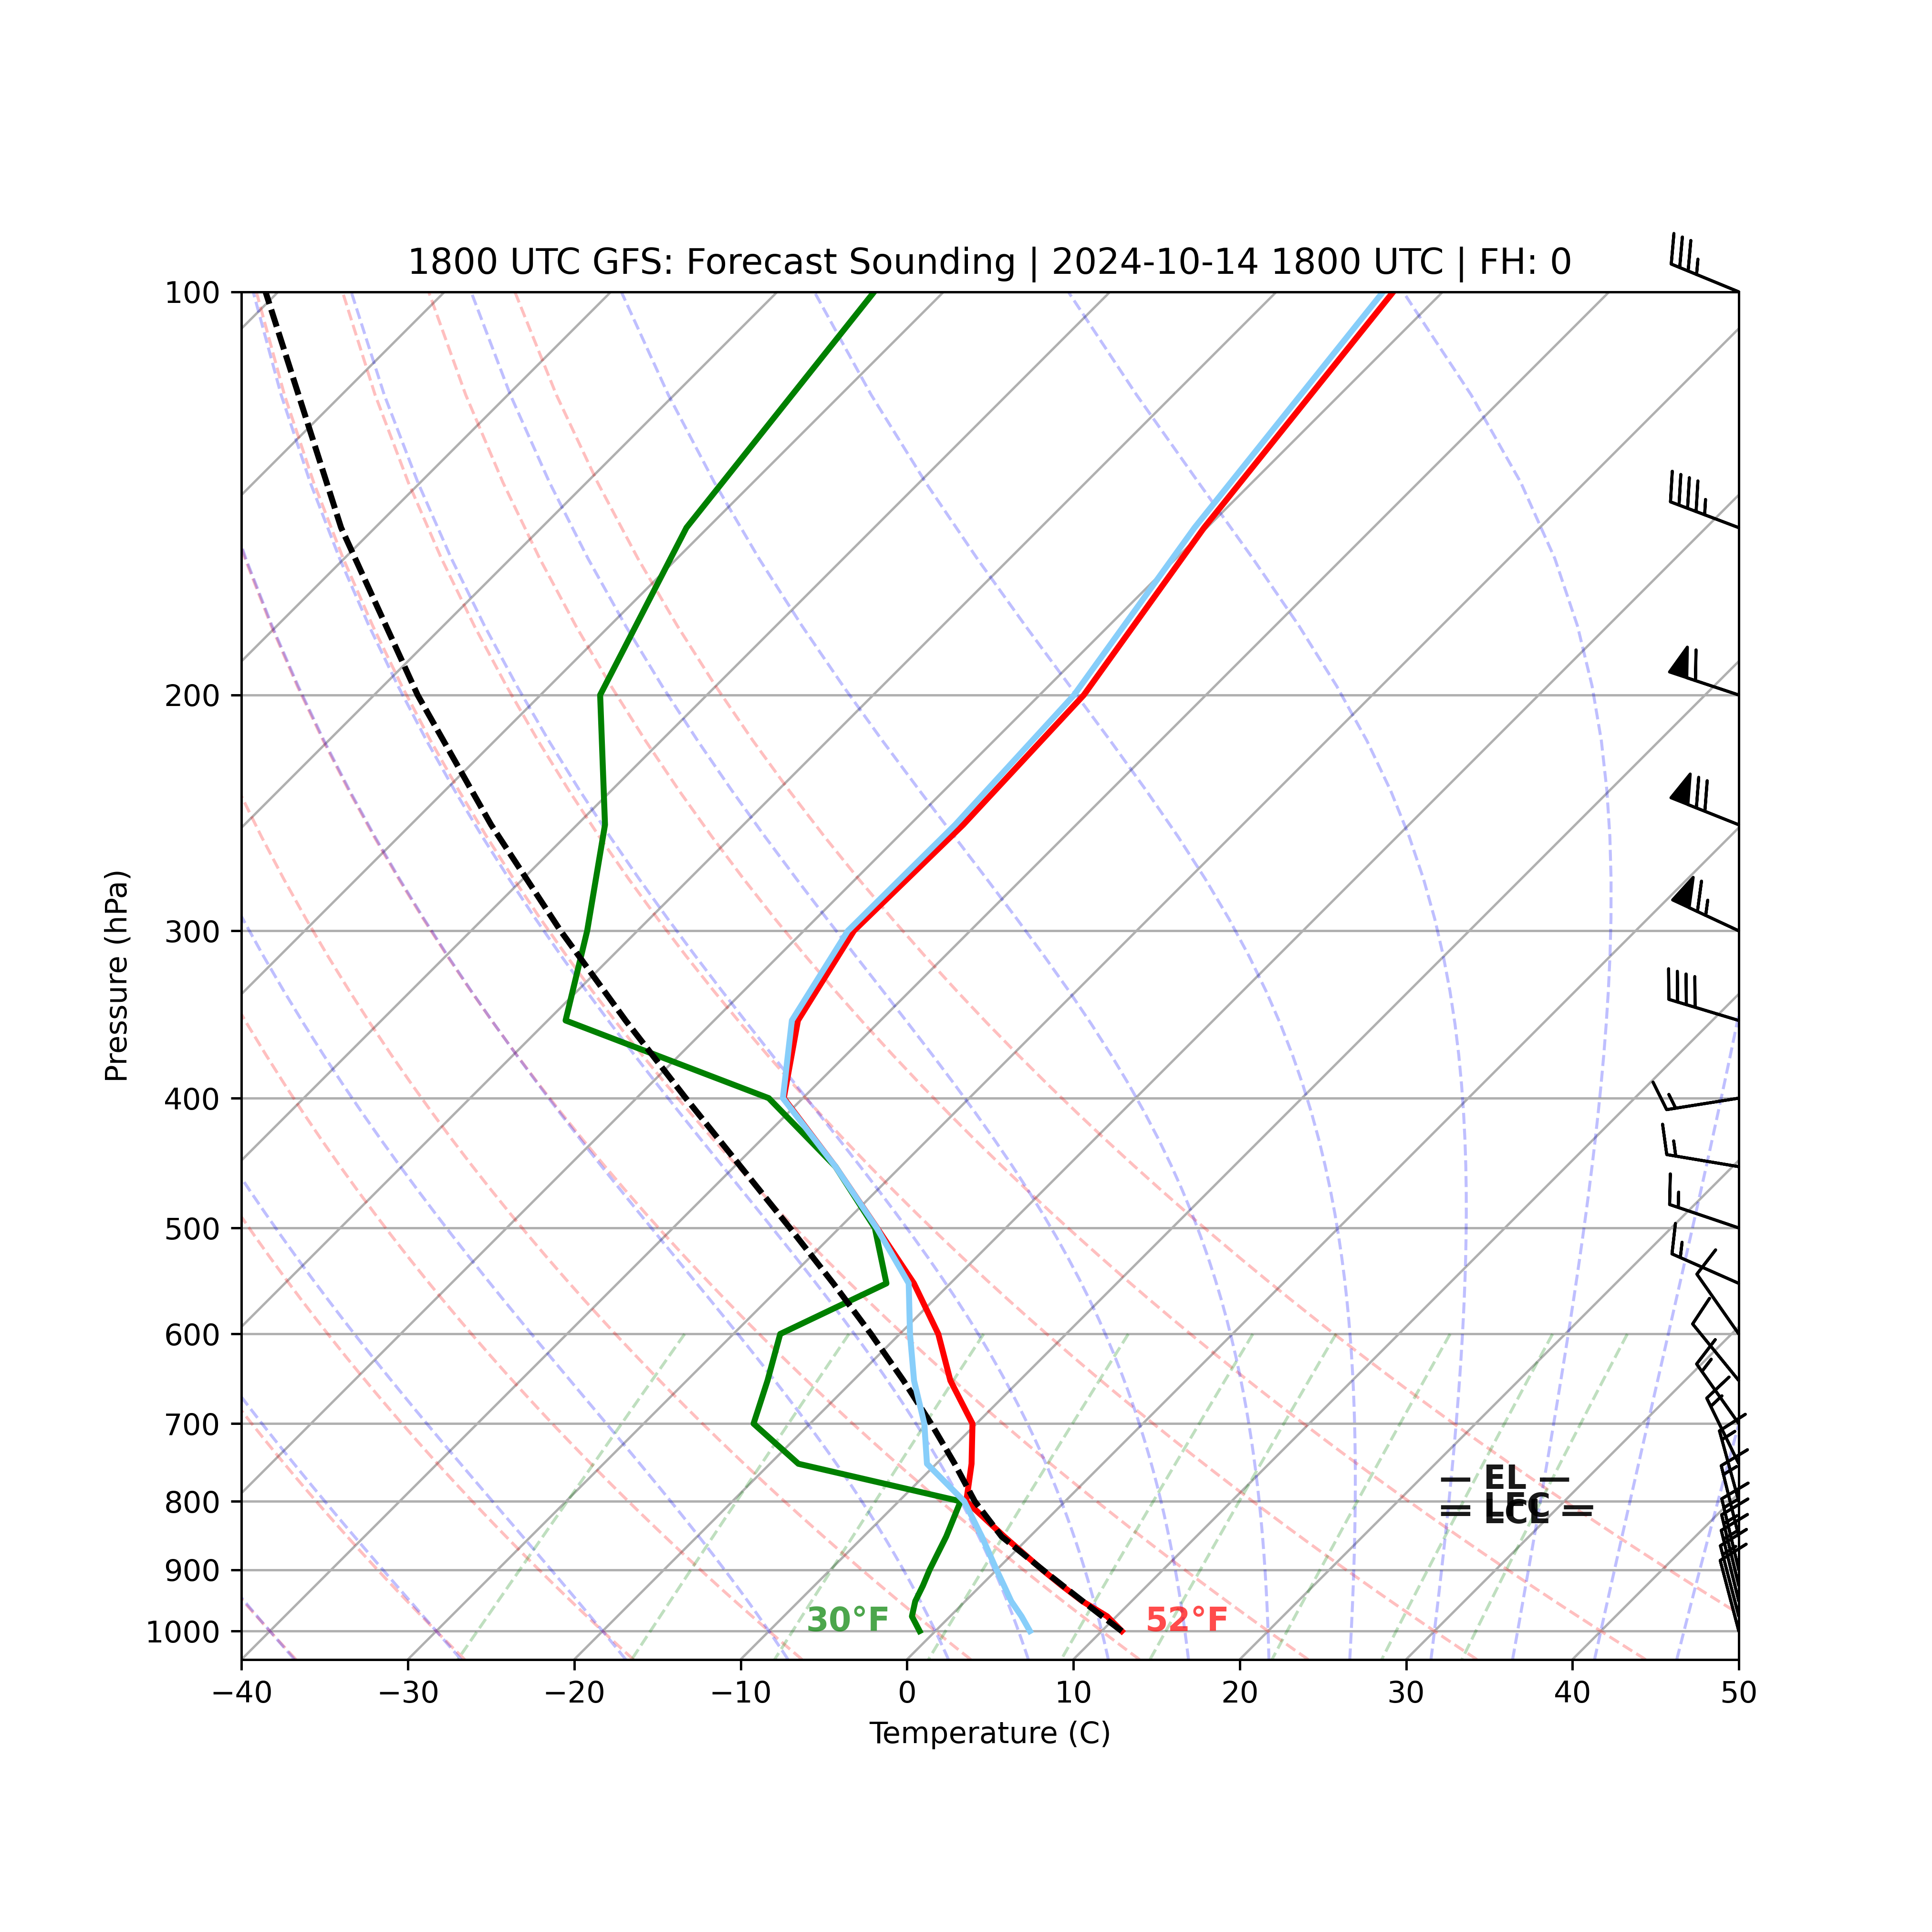 1800 UTC GFS: Forecast Sounding | 2024-10-14 1800 UTC | FH: 0
100
200
300
400
500
600
700
800
900
1000
Pressure (hPa)
— EL —
— LFC —
— LCL —
30°F
52°F
−40 −30 −20 −10 0 10 20 30 40 50
Temperature (C)